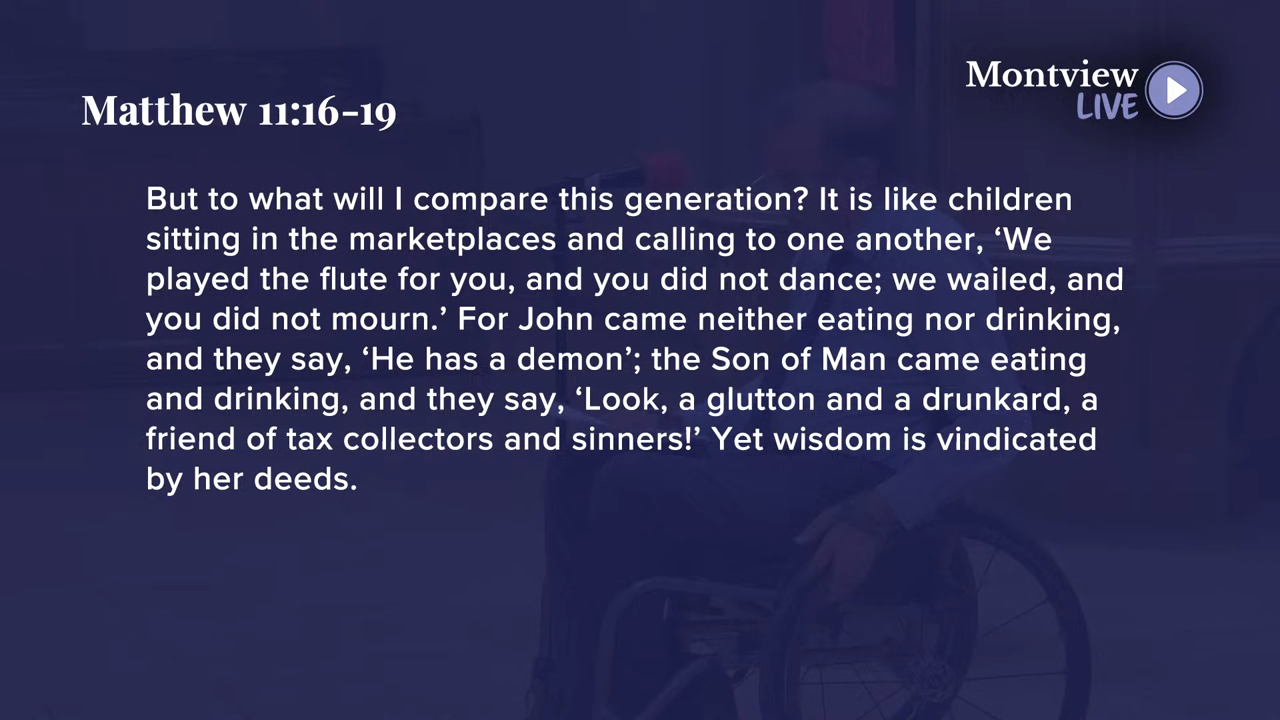 Montview
LIVE
Matthew 11:16-19
But to what will I compare this generation? It is like children
sitting in the marketplaces and calling to one another, ‘We
played the flute for you, and you did not dance; we wailed, and
you did not mourn.’ For John came neither eating nor drinking,
and they say, ‘He has a demon’; the Son of Man came eating
and drinking, and they say, ‘Look, a glutton and a drunkard, a
friend of tax collectors and sinners!’ Yet wisdom is vindicated
by her deeds.